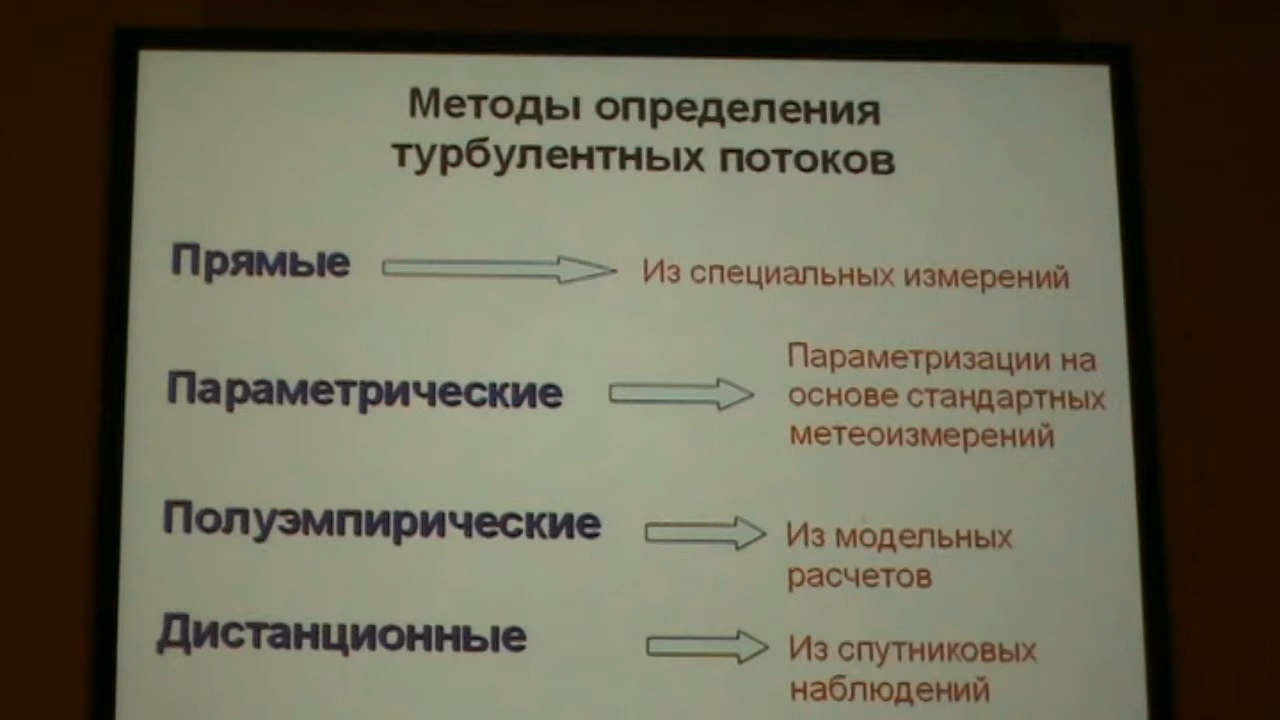 Методы определения
турбулентных потоков
Прямые
Из специальных измерений
Параметрические
Параметризации на
основе стандартных
метеоизмерений
Полуэмпирические
Из модельных
расчетов
Дистанционные
Из спутниковых
наблюдений